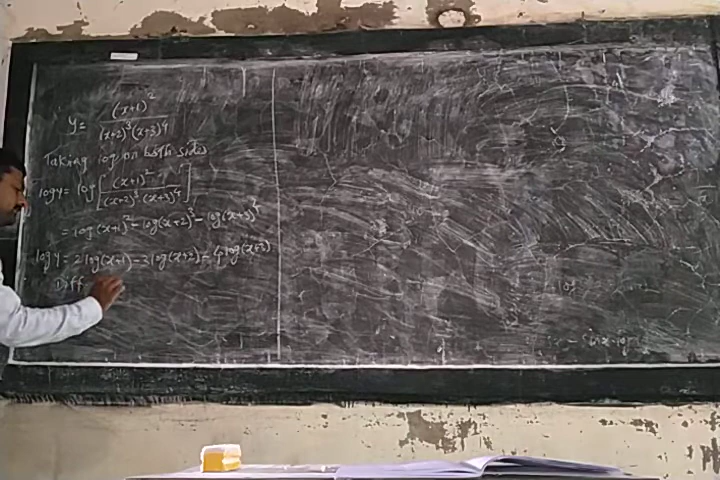 y = (x+1)^2 / (x+2)^3 (x+3)^4
Taking log on both sides
log y = log [ (x+1)^2 / (x+2)^3 (x+3)^4 ]
= log (x+1)^2 - log (x+2)^3 - log (x+3)^4
log y = 2 log (x+1) - 3 log (x+2) - 4 log (x+3)
Diff